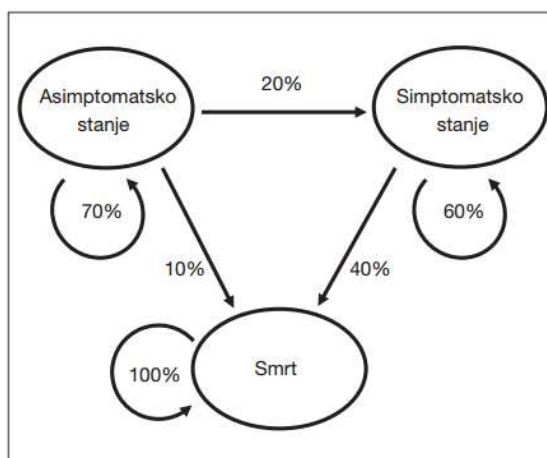 Asimptomatsko
stanje
20%
Simptomatsko
stanje
70%
60%
10%
40%
100%
Smrt